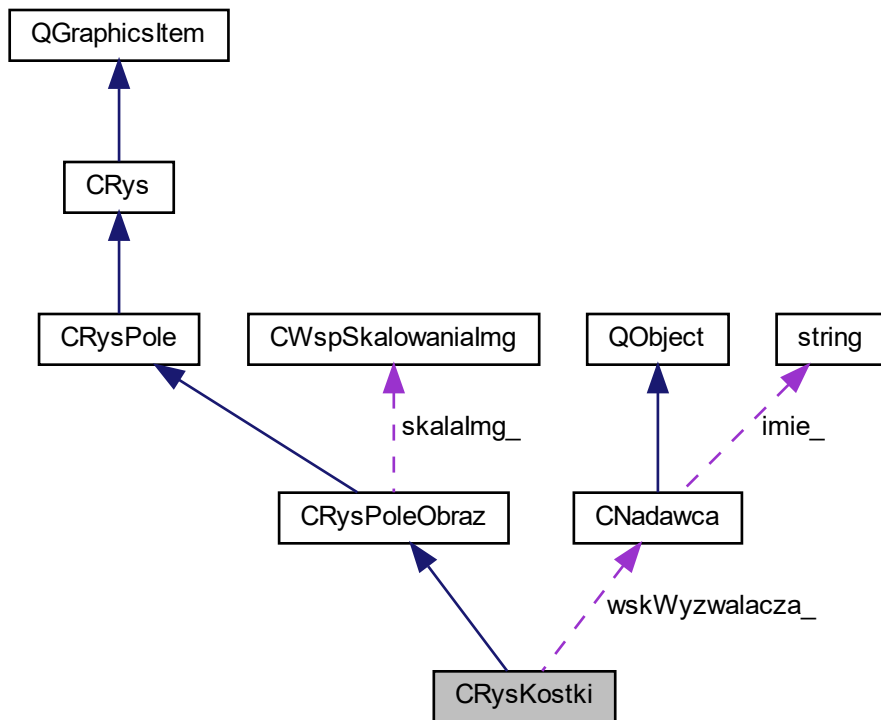 QGraphicsItem
CRys
CRysPole
CWspSkalowaniaImg
QObject
string
skalaImg_
imie_
CRysPoleObraz
CNadawca
wskWyzwalacza_
CRysKostki